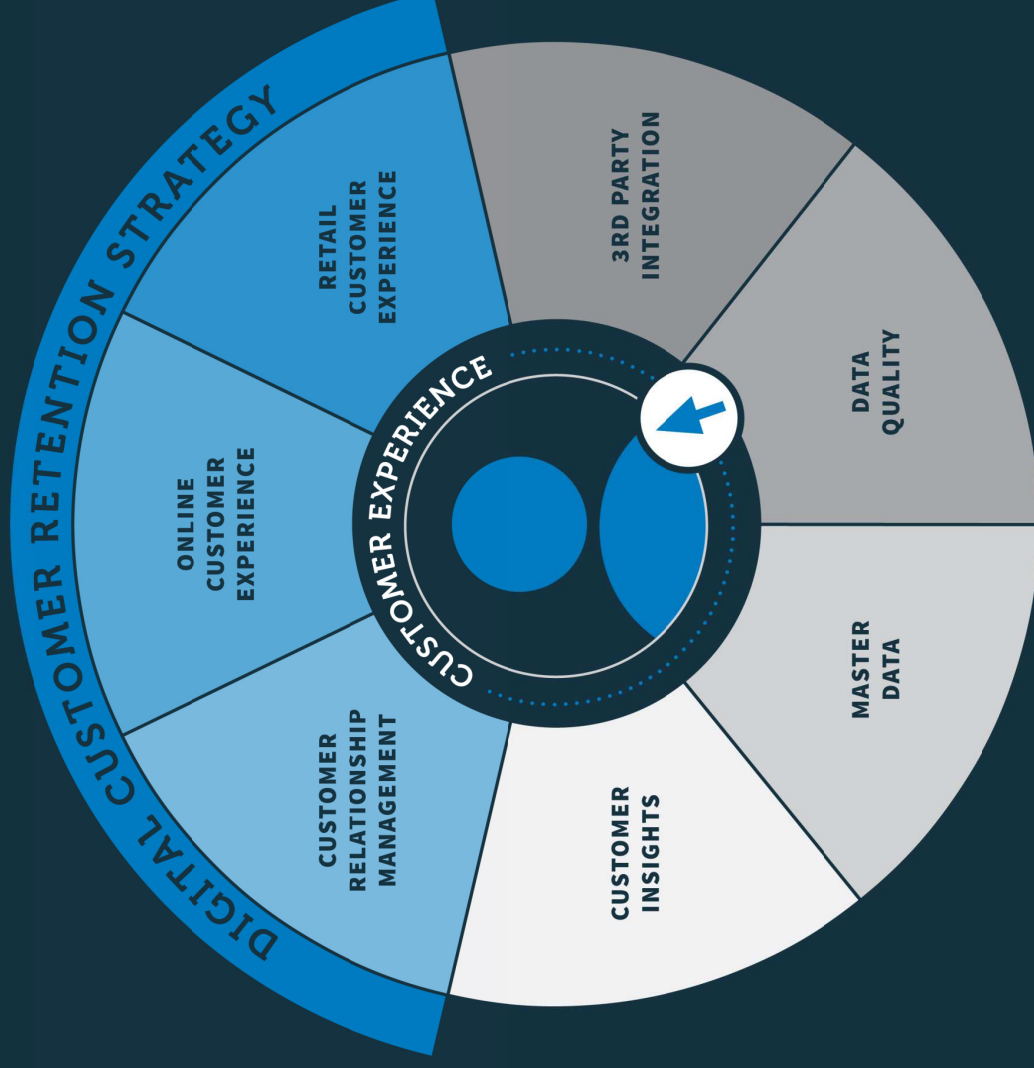 DIGITAL CUSTOMER RETENTION STRATEGY
CUSTOMER
RELATIONSHIP
MANAGEMENT
ONLINE
CUSTOMER
EXPERIENCE
RETAIL
CUSTOMER
EXPERIENCE
CUSTOMER EXPERIENCE
3RD PARTY
INTEGRATION
DATA
QUALITY
MASTER
DATA
CUSTOMER
INSIGHTS